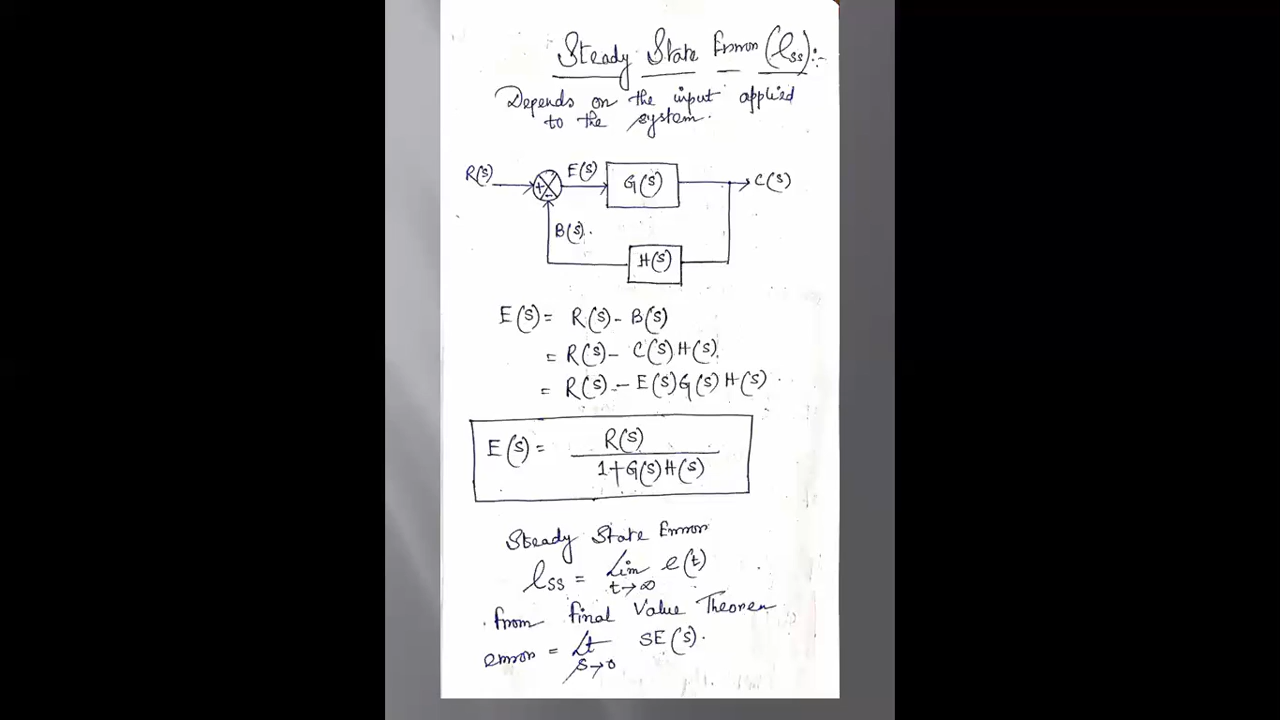 Steady State Error (ess):-
Depends on the input applied
to the system.
R(S) + - E(S) G(S) C(S)
B(S).
H(S)
E(S) = R(S) - B(S)
= R(S) - C(S)H(S).
= R(S) - E(S)G(S)H(S).
E(S) = R(S)
1+G(S)H(S)
Steady State Error
ess = Lim e(t)
t→∞
from final Value Theorem
error = Lt SE(S).
S→0